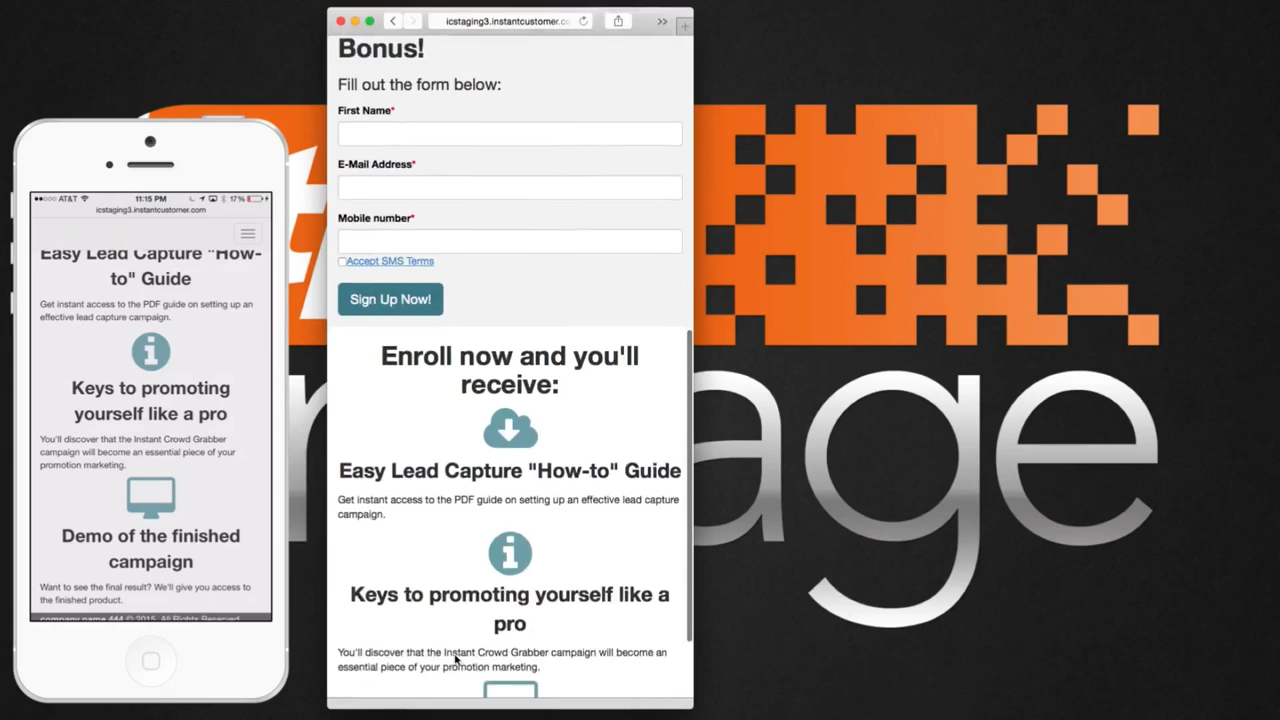 AT&T
11:15 PM
17%
icstaging3.instantcustomer.com
Easy Lead Capture "How-
to" Guide
Get instant access to the PDF guide on setting up an
effective lead capture campaign.
Keys to promoting
yourself like a pro
You'll discover that the Instant Crowd Grabber
campaign will become an essential piece of your
promotion marketing.
Demo of the finished
campaign
Want to see the final result? We'll give you access to
the finished product.
company name 444 © 2015. All Rights Reserved
icstaging3.instantcustomer.co
Bonus!
Fill out the form below:
First Name*
E-Mail Address*
Mobile number*
Accept SMS Terms
Sign Up Now!
Enroll now and you'll
receive:
Easy Lead Capture "How-to" Guide
Get instant access to the PDF guide on setting up an effective lead capture
campaign.
Keys to promoting yourself like a
pro
You'll discover that the Instant Crowd Grabber campaign will become an
essential piece of your promotion marketing.
age